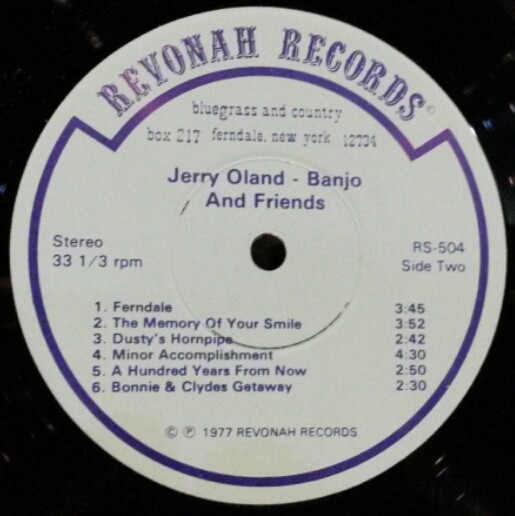 REVONAH RECORDS©
bluegrass and country
box 217 ferndale, new york 12734
Jerry Oland - Banjo
And Friends
Stereo
33 1/3 rpm
RS-504
Side Two
1. Ferndale 3:45
2. The Memory Of Your Smile 3:52
3. Dusty's Hornpipe 2:42
4. Minor Accomplishment 4:30
5. A Hundred Years From Now 2:50
6. Bonnie & Clydes Getaway 2:30
© ℗ 1977 REVONAH RECORDS